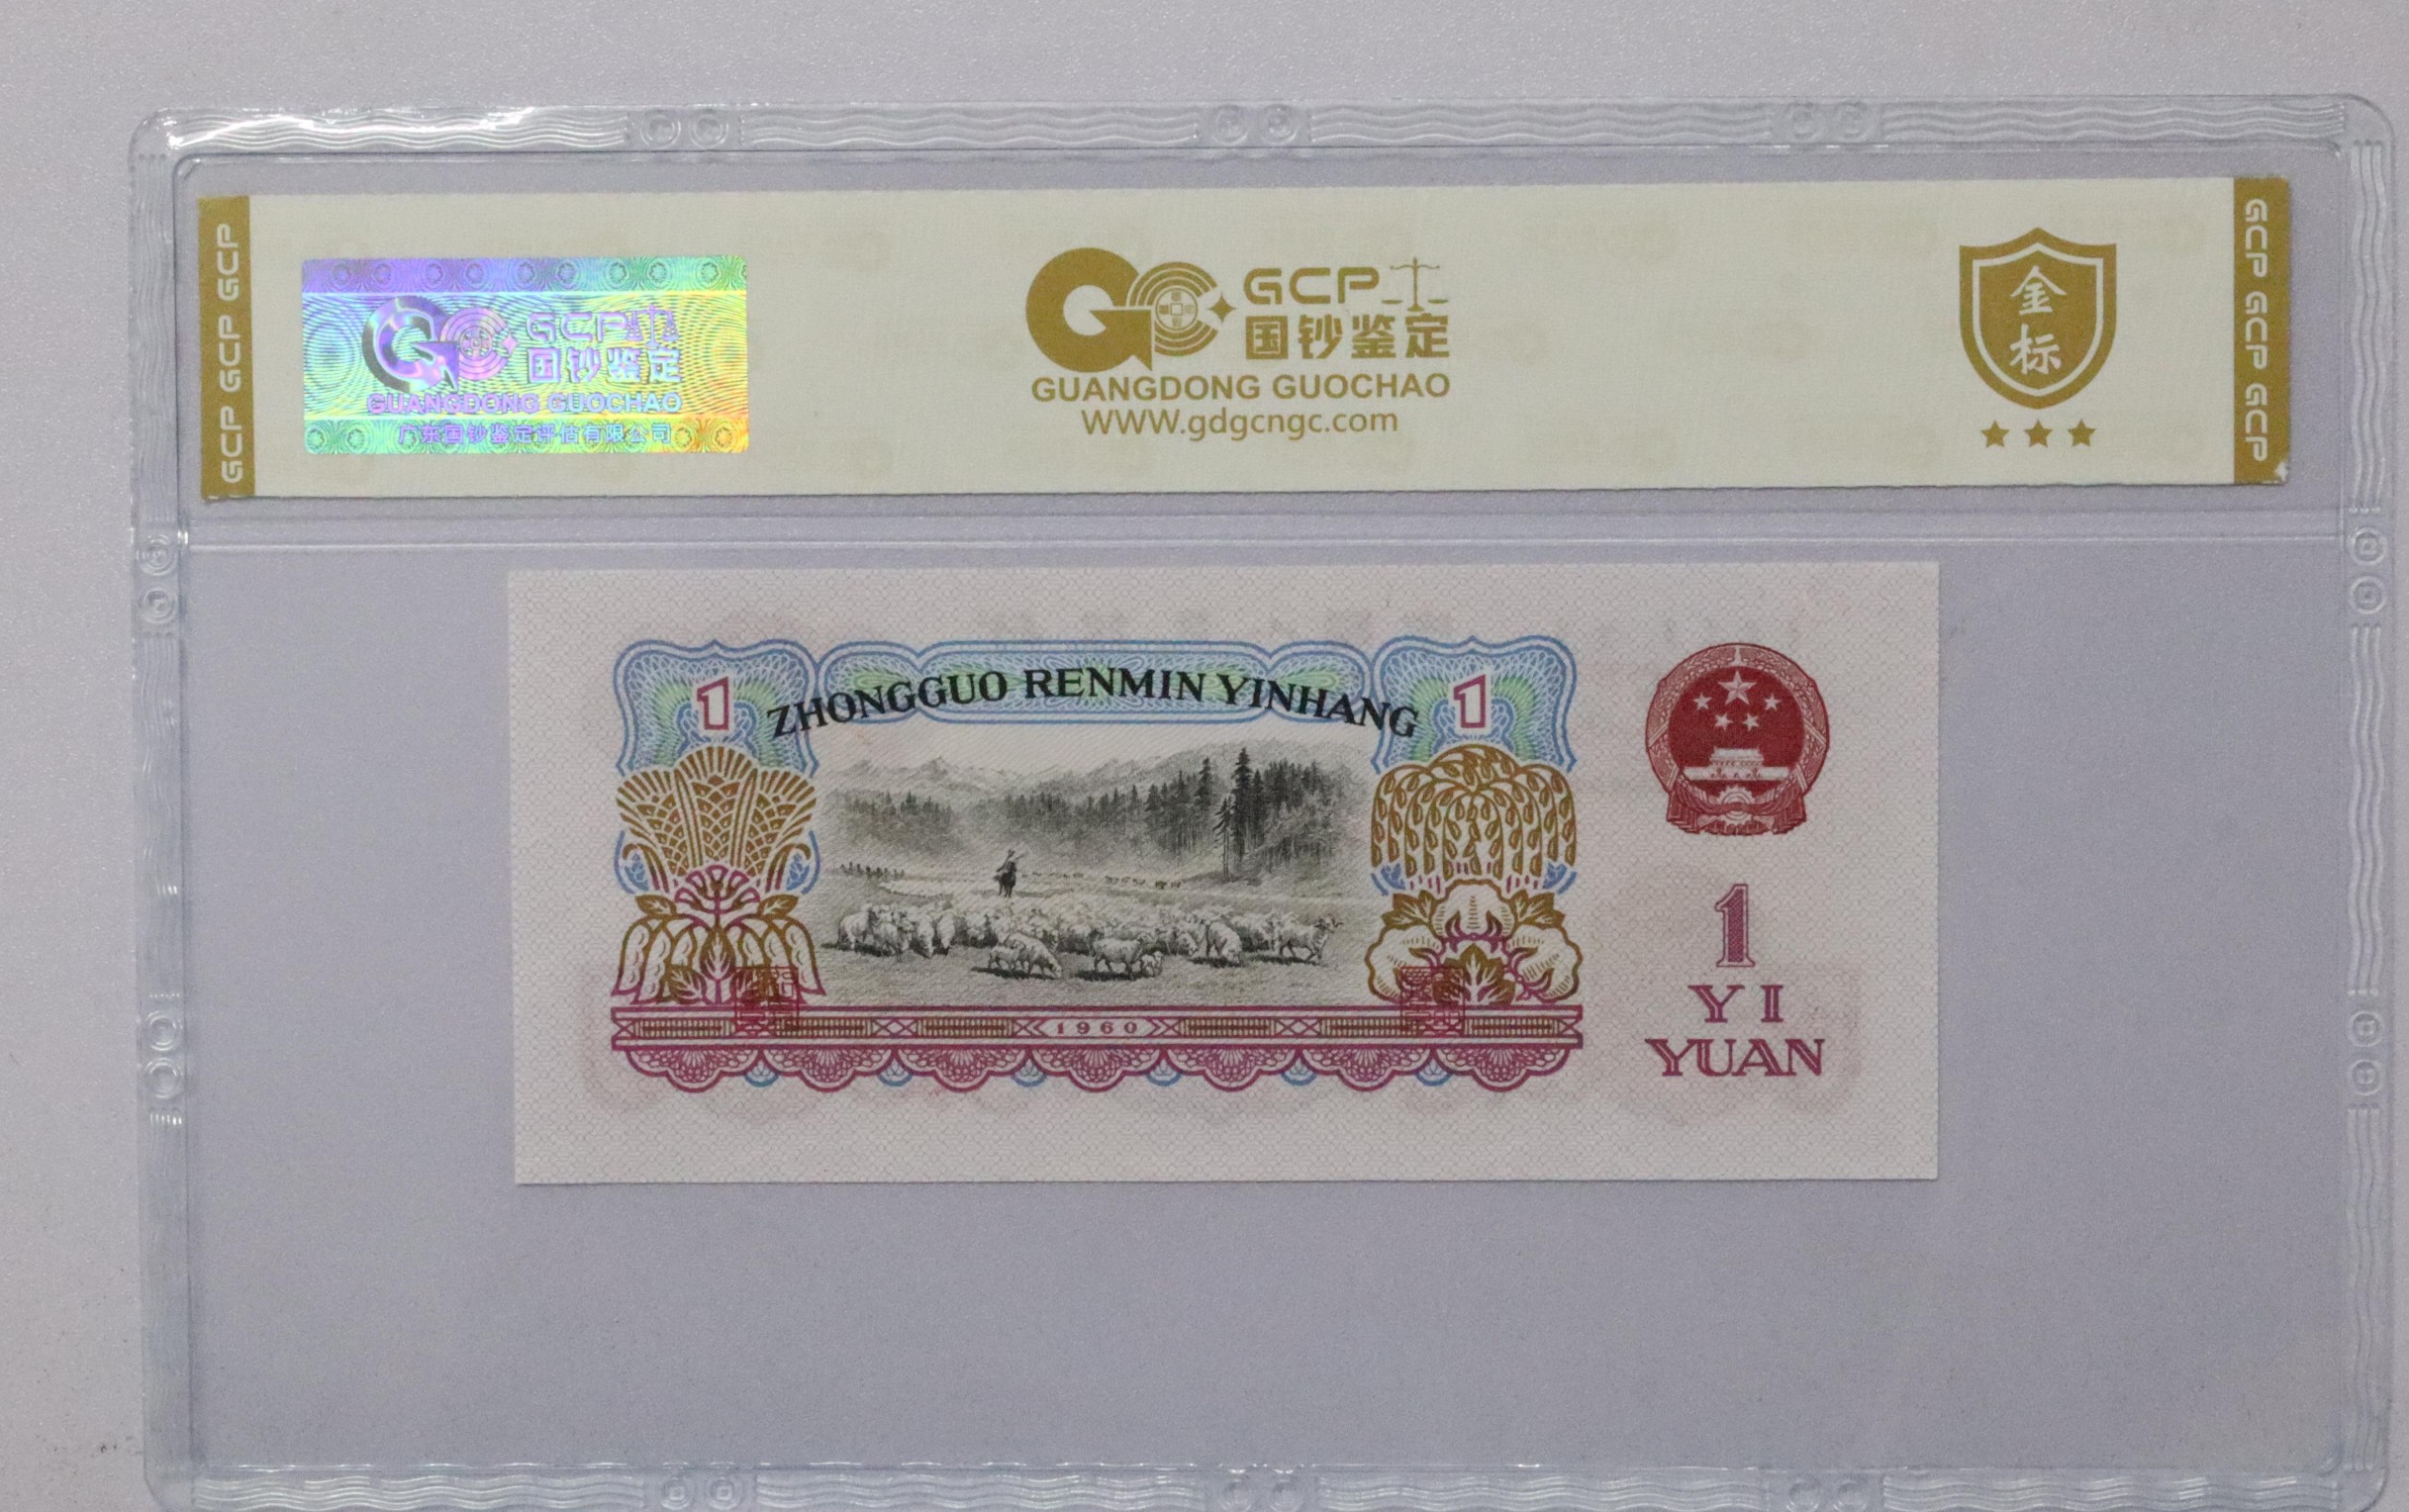 GCP GCP GCP
GCP
国钞鉴定
GUANGDONG GUOCHAO
广东国钞鉴定评估有限公司
GCP
国钞鉴定
GUANGDONG GUOCHAO
WWW.gdgcngc.com
金
标
GCP GCP GCP
1
ZHONGGUO RENMIN YINHANG
1
1
YI
YUAN
1960